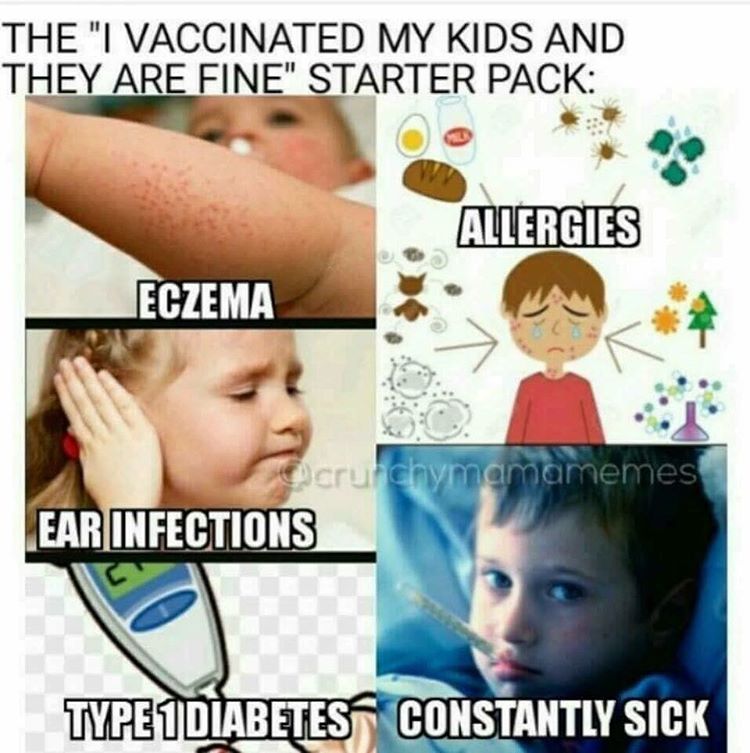 THE "I VACCINATED MY KIDS AND
THEY ARE FINE" STARTER PACK:
MILK
ALLERGIES
ECZEMA
@crunchymamamemes
EAR INFECTIONS
TYPE 1 DIABETES
CONSTANTLY SICK